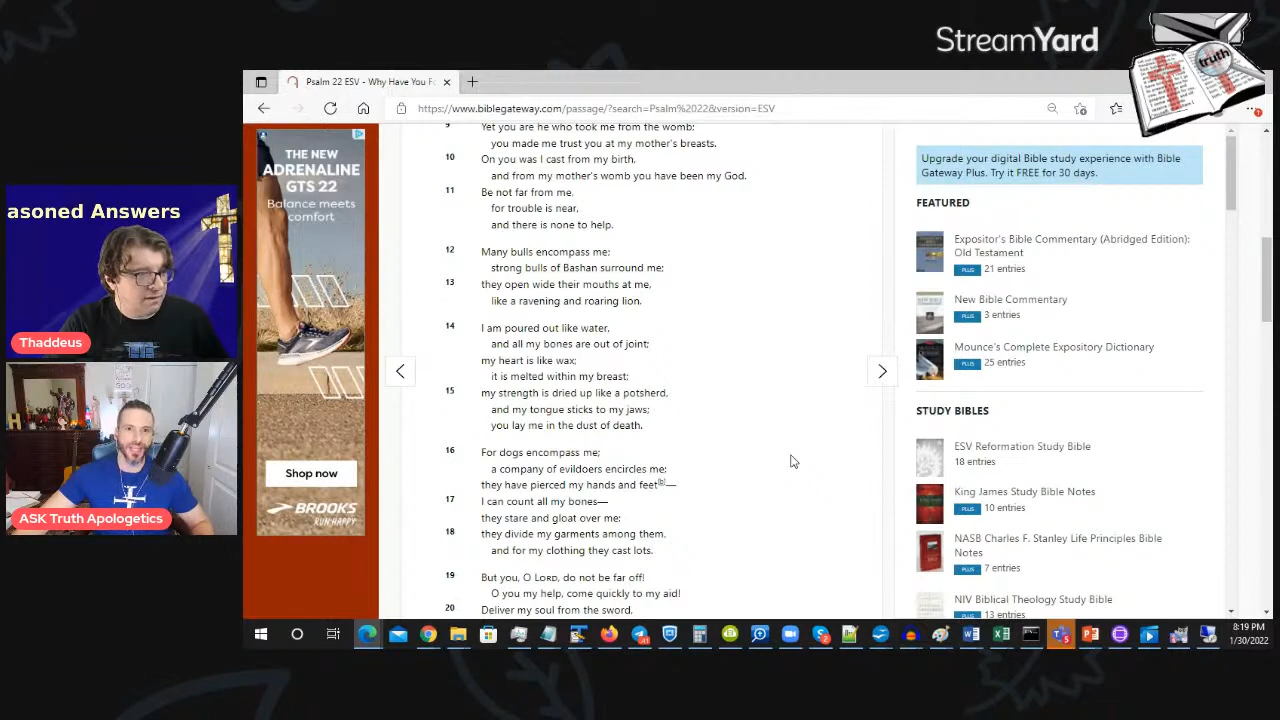 StreamYard
truth
Psalm 22 ESV - Why Have You Fo
https://www.biblegateway.com/passage/?search=Psalm%2022&version=ESV
asoned Answers
Thaddeus
ASK Truth Apologetics
THE NEW
ADRENALINE
GTS 22
Balance meets
comfort
Shop now
BROOKS
RUN HAPPY
9 Yet you are he who took me from the womb;
you made me trust you at my mother's breasts.
10 On you was I cast from my birth,
and from my mother's womb you have been my God.
11 Be not far from me,
for trouble is near,
and there is none to help.
12 Many bulls encompass me;
strong bulls of Bashan surround me;
13 they open wide their mouths at me,
like a ravening and roaring lion.
14 I am poured out like water,
and all my bones are out of joint;
my heart is like wax;
it is melted within my breast;
15 my strength is dried up like a potsherd,
and my tongue sticks to my jaws;
you lay me in the dust of death.
16 For dogs encompass me;
a company of evildoers encircles me;
they have pierced my hands and feet—
17 I can count all my bones—
they stare and gloat over me;
18 they divide my garments among them,
and for my clothing they cast lots.
19 But you, O LORD, do not be far off!
O you my help, come quickly to my aid!
20 Deliver my soul from the sword,
Upgrade your digital Bible study experience with Bible
Gateway Plus. Try it FREE for 30 days.
FEATURED
Expositor's Bible Commentary (Abridged Edition):
Old Testament
PLUS 21 entries
New Bible Commentary
PLUS 3 entries
Mounce's Complete Expository Dictionary
PLUS 25 entries
STUDY BIBLES
ESV Reformation Study Bible
18 entries
King James Study Bible Notes
PLUS 10 entries
NASB Charles F. Stanley Life Principles Bible
Notes
PLUS 7 entries
NIV Biblical Theology Study Bible
PLUS 13 entries
8:19 PM
1/30/2022